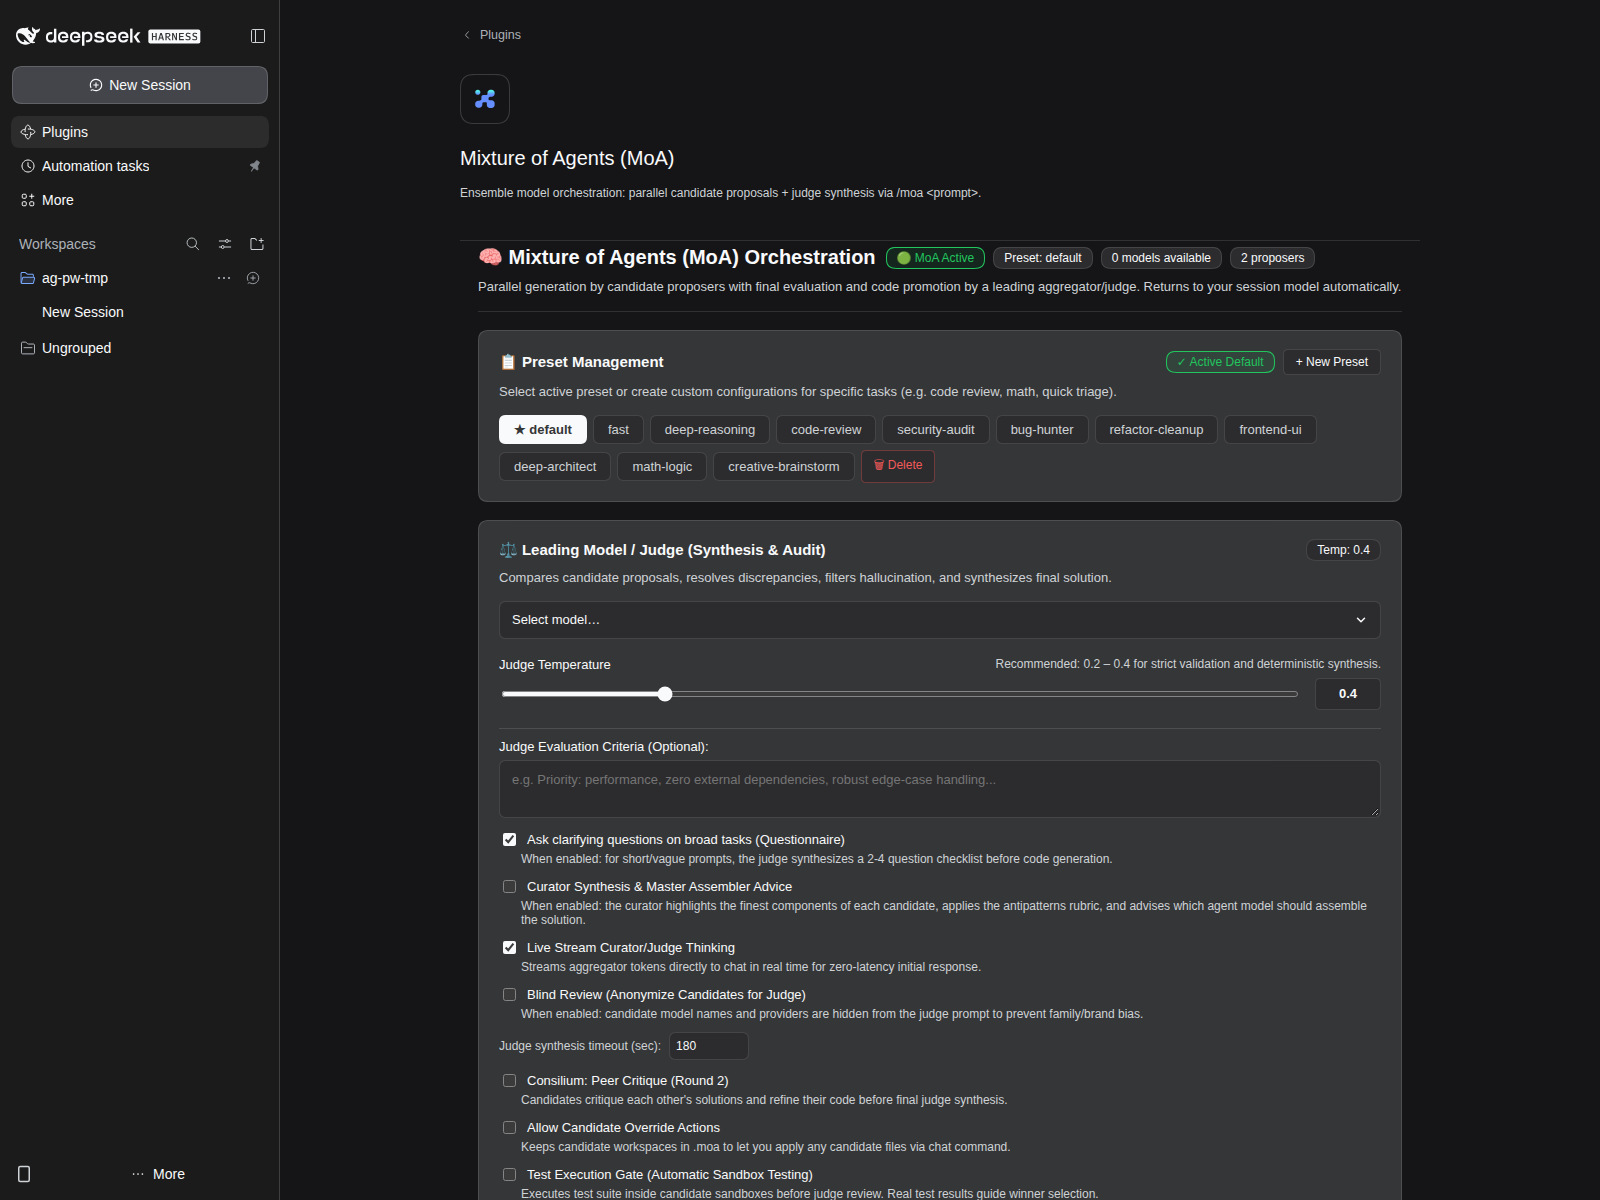 deepseek HARNESS
New Session
Plugins
Automation tasks
More
Workspaces
ag-pw-tmp
New Session
Ungrouped
More
Plugins
Mixture of Agents (MoA)
Ensemble model orchestration: parallel candidate proposals + judge synthesis via /moa <prompt>.
Mixture of Agents (MoA) Orchestration MoA Active Preset: default 0 models available 2 proposers
Parallel generation by candidate proposers with final evaluation and code promotion by a leading aggregator/judge. Returns to your session model automatically.
Preset Management ✓ Active Default + New Preset
Select active preset or create custom configurations for specific tasks (e.g. code review, math, quick triage).
★ default fast deep-reasoning code-review security-audit bug-hunter refactor-cleanup frontend-ui
deep-architect math-logic creative-brainstorm Delete
Leading Model / Judge (Synthesis & Audit) Temp: 0.4
Compares candidate proposals, resolves discrepancies, filters hallucination, and synthesizes final solution.
Select model…
Judge Temperature Recommended: 0.2 – 0.4 for strict validation and deterministic synthesis.
0.4
Judge Evaluation Criteria (Optional):
e.g. Priority: performance, zero external dependencies, robust edge-case handling...
Ask clarifying questions on broad tasks (Questionnaire)
When enabled: for short/vague prompts, the judge synthesizes a 2-4 question checklist before code generation.
Curator Synthesis & Master Assembler Advice
When enabled: the curator highlights the finest components of each candidate, applies the antipatterns rubric, and advises which agent model should assemble
the solution.
Live Stream Curator/Judge Thinking
Streams aggregator tokens directly to chat in real time for zero-latency initial response.
Blind Review (Anonymize Candidates for Judge)
When enabled: candidate model names and providers are hidden from the judge prompt to prevent family/brand bias.
Judge synthesis timeout (sec): 180
Consilium: Peer Critique (Round 2)
Candidates critique each other's solutions and refine their code before final judge synthesis.
Allow Candidate Override Actions
Keeps candidate workspaces in .moa to let you apply any candidate files via chat command.
Test Execution Gate (Automatic Sandbox Testing)
Executes test suite inside candidate sandboxes before judge review. Real test results guide winner selection.